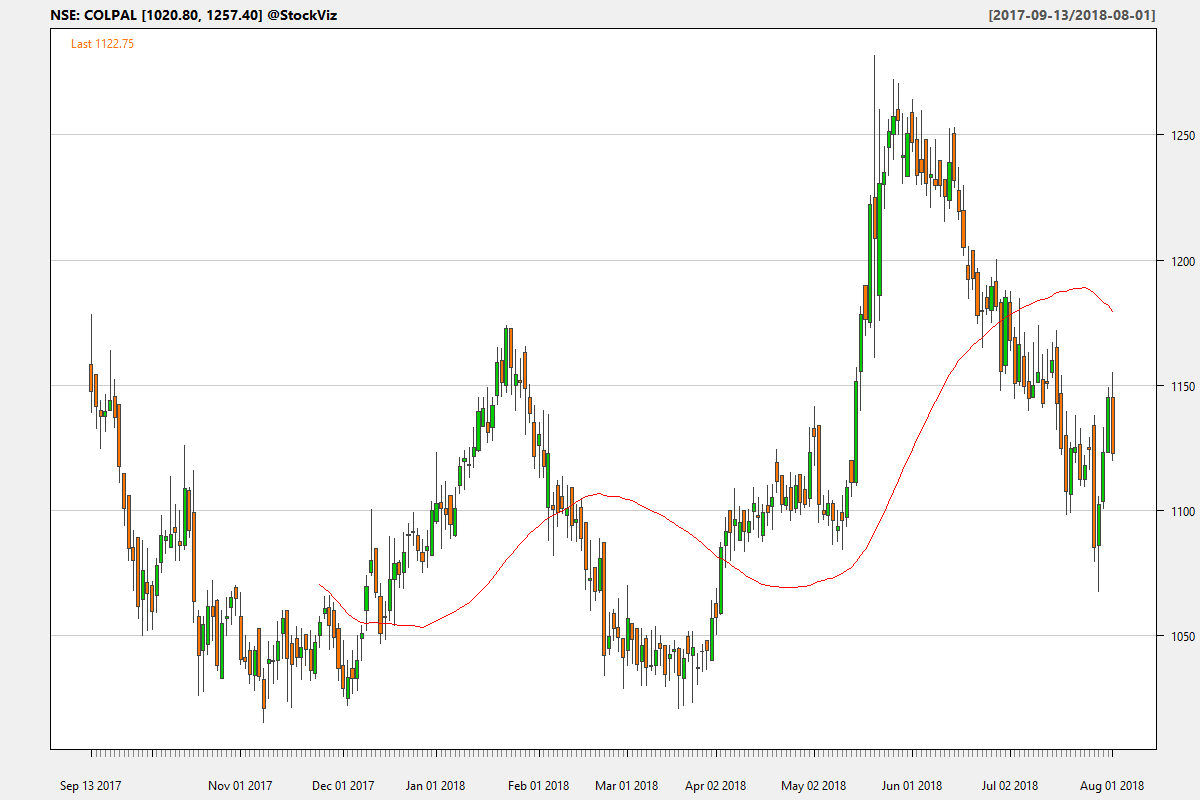 NSE: COLPAL [1020.80, 1257.40] @StockViz
[2017-09-13/2018-08-01]
Last 1122.75
1250
1200
1150
1100
1050
Sep 13 2017 Nov 01 2017 Dec 01 2017 Jan 01 2018 Feb 01 2018 Mar 01 2018 Apr 02 2018 May 02 2018 Jun 01 2018 Jul 02 2018 Aug 01 2018